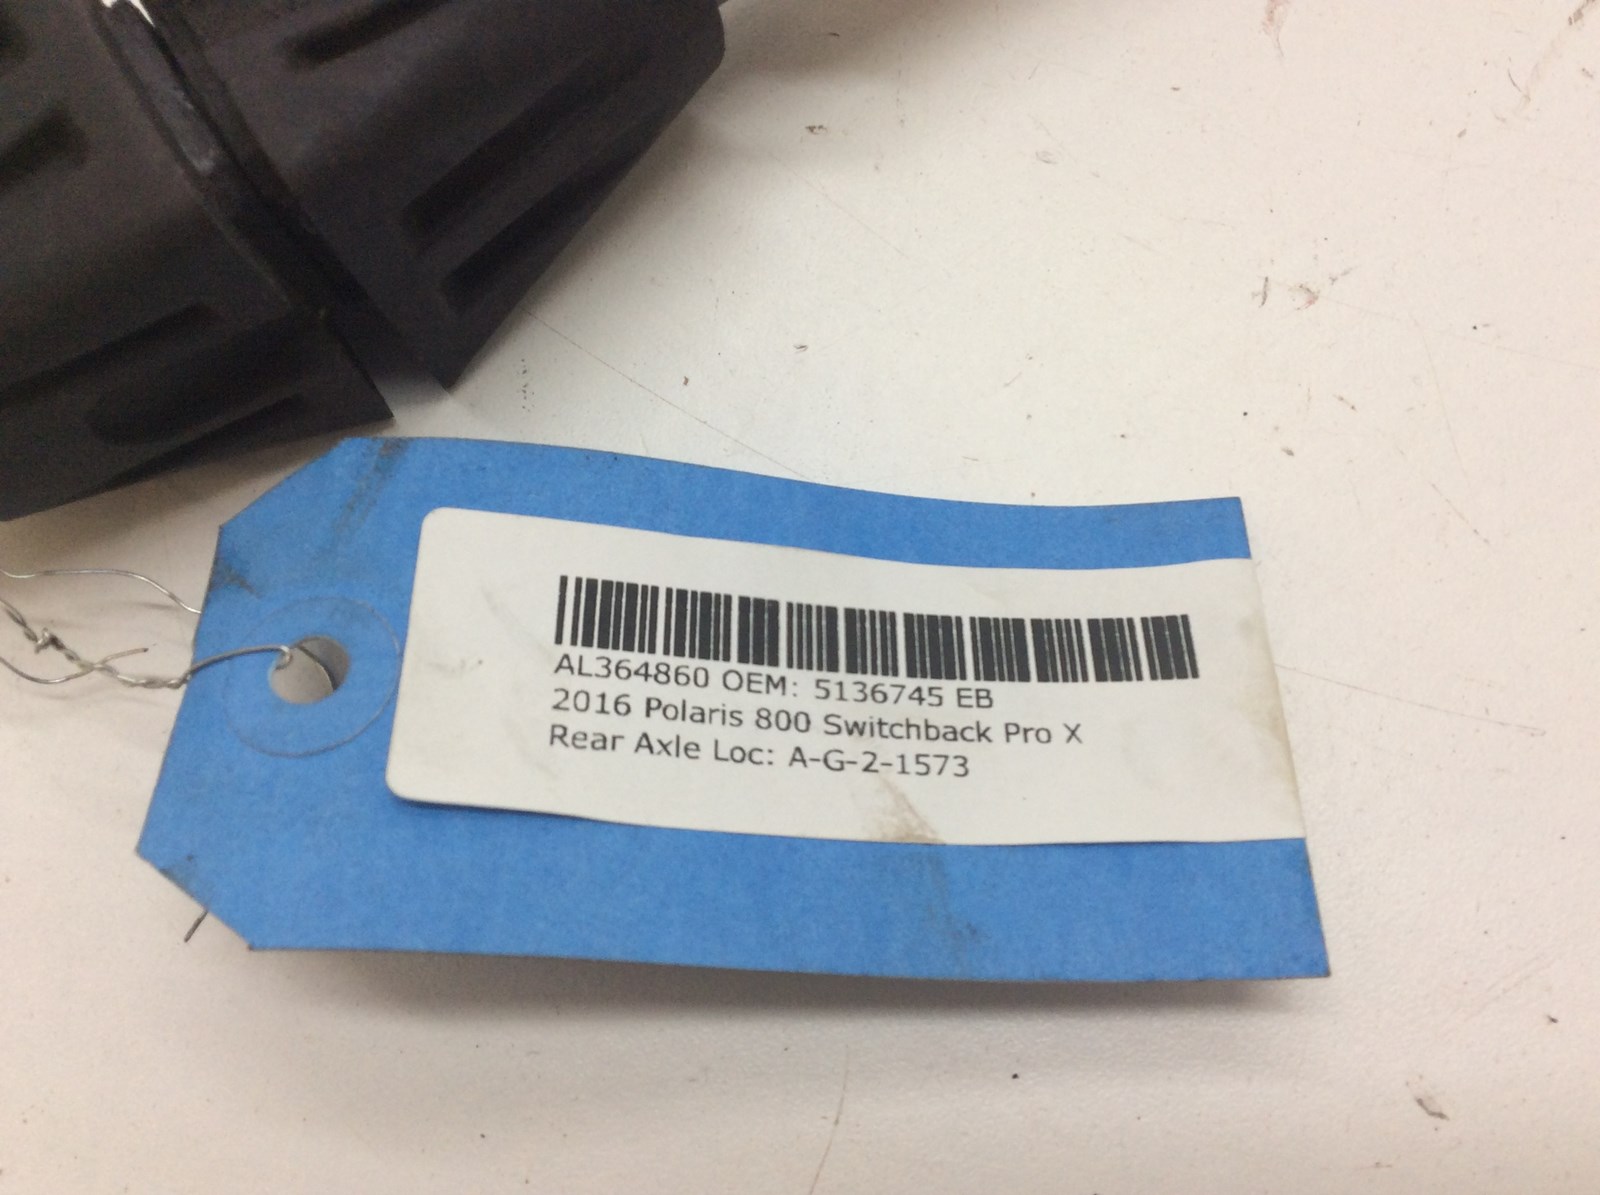 AL364860 OEM: 5136745 EB
2016 Polaris 800 Switchback Pro X
Rear Axle Loc: A-G-2-1573